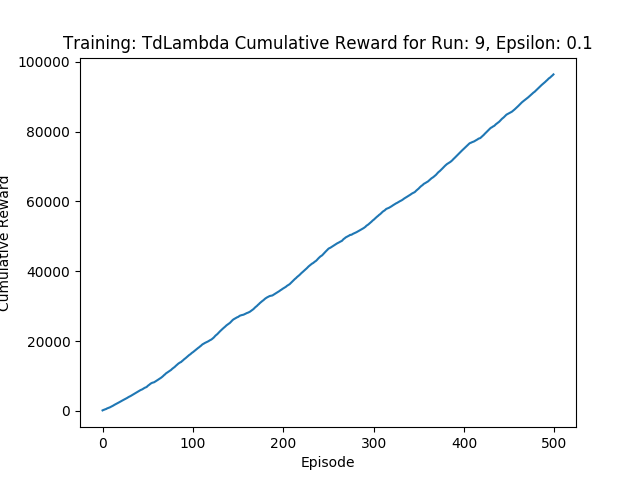 Training: TdLambda Cumulative Reward for Run: 9, Epsilon: 0.1
100000
80000
60000
40000
20000
0
Cumulative Reward
0 100 200 300 400 500
Episode